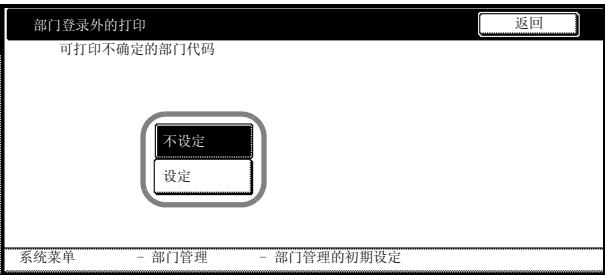 部门登录外的打印 返回
可打印不确定的部门代码
不设定
设定
系统菜单 - 部门管理 - 部门管理的初期设定